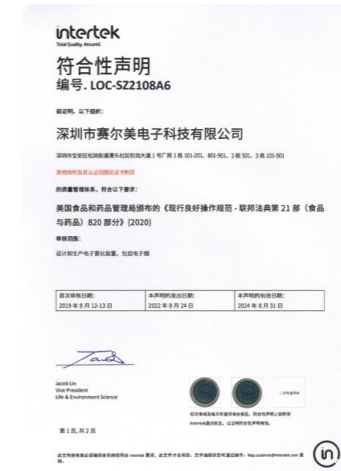 intertek
Total Quality. Assured.
符合性声明
编号. LOC-SZ2108A6
兹证明，以下组织：
深圳市赛尔美电子科技有限公司
的质量管理体系，符合以下要求：
美国食品和药品管理局颁布的《现行良好操作规范 - 联邦法典第 21 部（食品
与药品）820 部分》(2020)
审核范围：
设计和生产电子雾化装置，包括电子烟
首次审核日期： 本声明的发出日期： 本声明的有效日期：
2019 年 8 月 12-13 日 2022 年 8 月 24 日 2024 年 8 月 31 日
Jacob Lin
Vice President
Life & Environment Science
第 1 页, 共 2 页
in